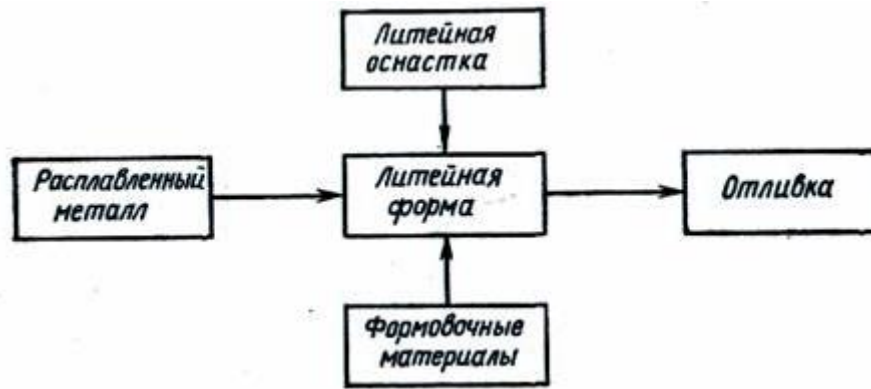 Литейная
оснастка
Расплавленный
металл
Литейная
форма
Отливка
Формовочные
материалы